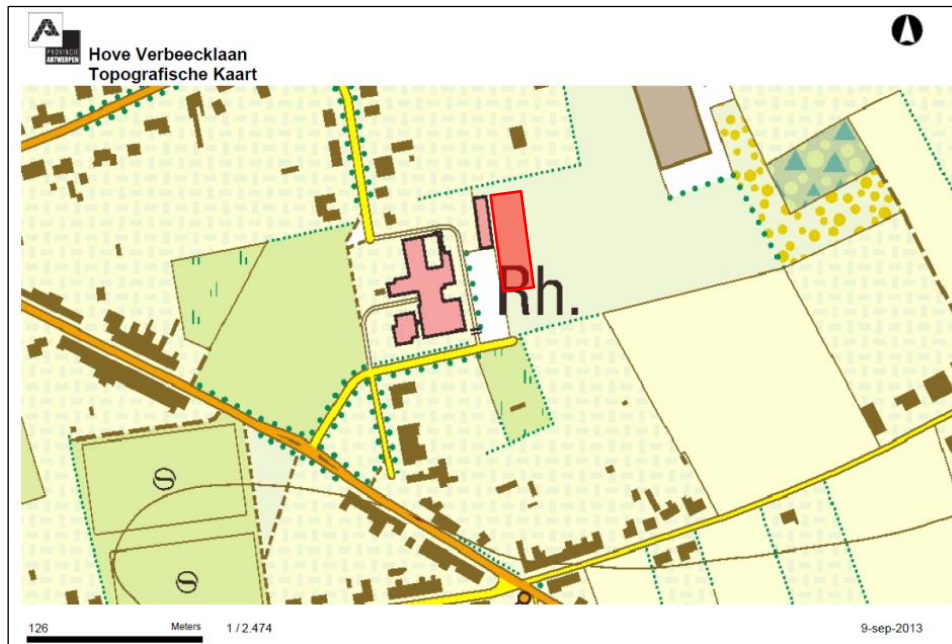 PROVINCIE
ANTWERPEN
Hove Verbeecklaan
Topografische Kaart
Rh.
126 Meters 1 / 2.474 9-sep-2013